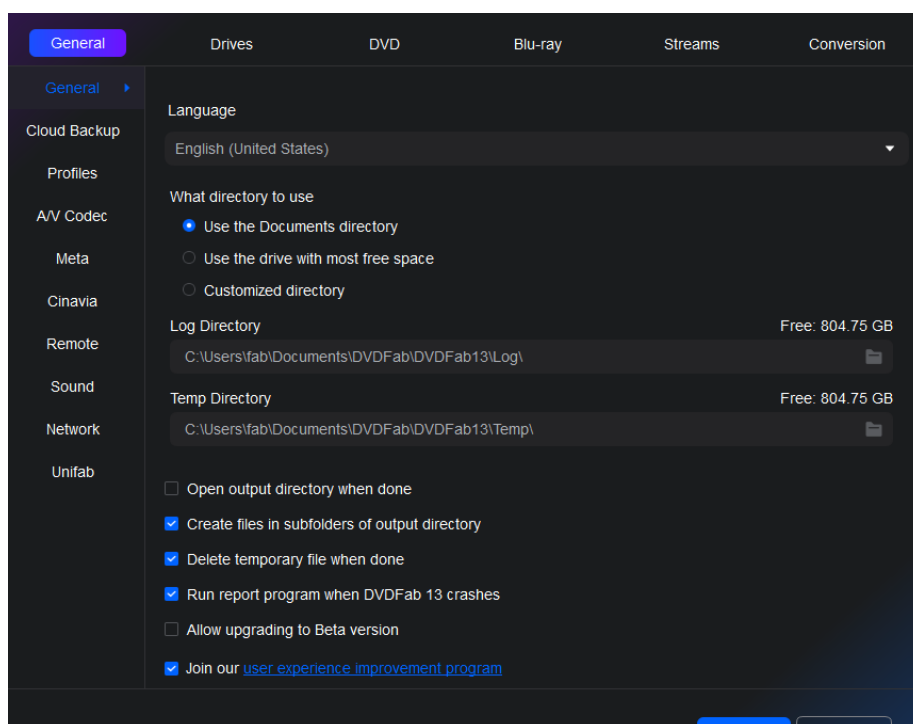 General Drives DVD Blu-ray Streams Conversion
General
Cloud Backup
Profiles
A/V Codec
Meta
Cinavia
Remote
Sound
Network
Unifab
Language
English (United States)
What directory to use
Use the Documents directory
Use the drive with most free space
Customized directory
Log Directory Free: 804.75 GB
C:\Users\fab\Documents\DVDFab\DVDFab13\Log\
Temp Directory Free: 804.75 GB
C:\Users\fab\Documents\DVDFab\DVDFab13\Temp\
Open output directory when done
Create files in subfolders of output directory
Delete temporary file when done
Run report program when DVDFab 13 crashes
Allow upgrading to Beta version
Join our user experience improvement program